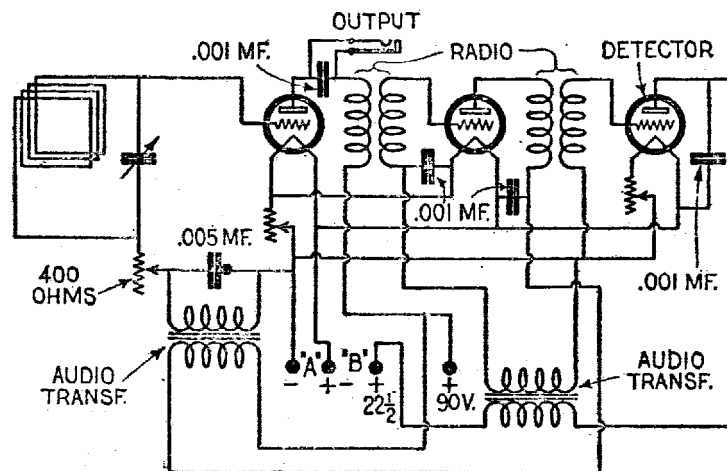 OUTPUT
.001 MF.
RADIO
DETECTOR
.001 MF.
.005 MF.
400
OHMS
.001 MF.
"A"
"B"
- + - + +
22½
90V.
AUDIO
TRANSF.
AUDIO
TRANSF.